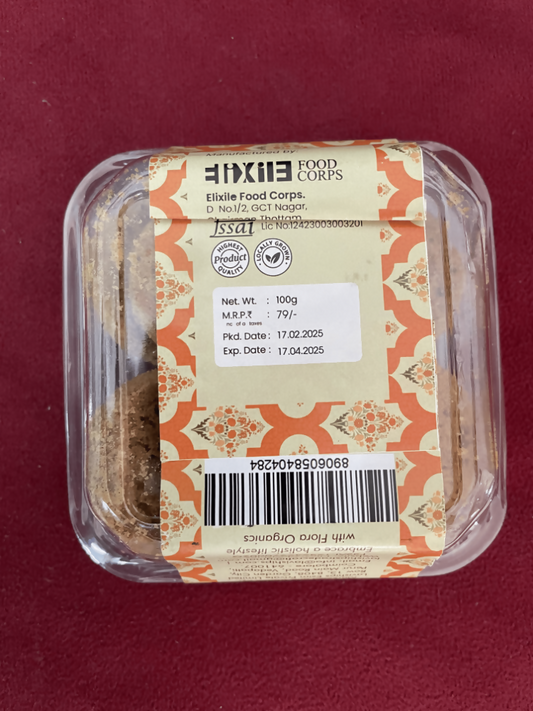 Manufactured by:
Elixile FOOD
CORPS
Elixile Food Corps.
D No.1/2, GCT Nagar,
Thottam
fssai Lic No:12423003003201
HIGHEST
Product
QUALITY
LOCALLY GROWN
Net. Wt. : 100g
M.R.P.₹ : 79/-
nc of a taxes
Pkd. Date : 17.02.2025
Exp. Date : 17.04.2025
8906058404284
with Flora Organics
Embrace a holistic lifestyle